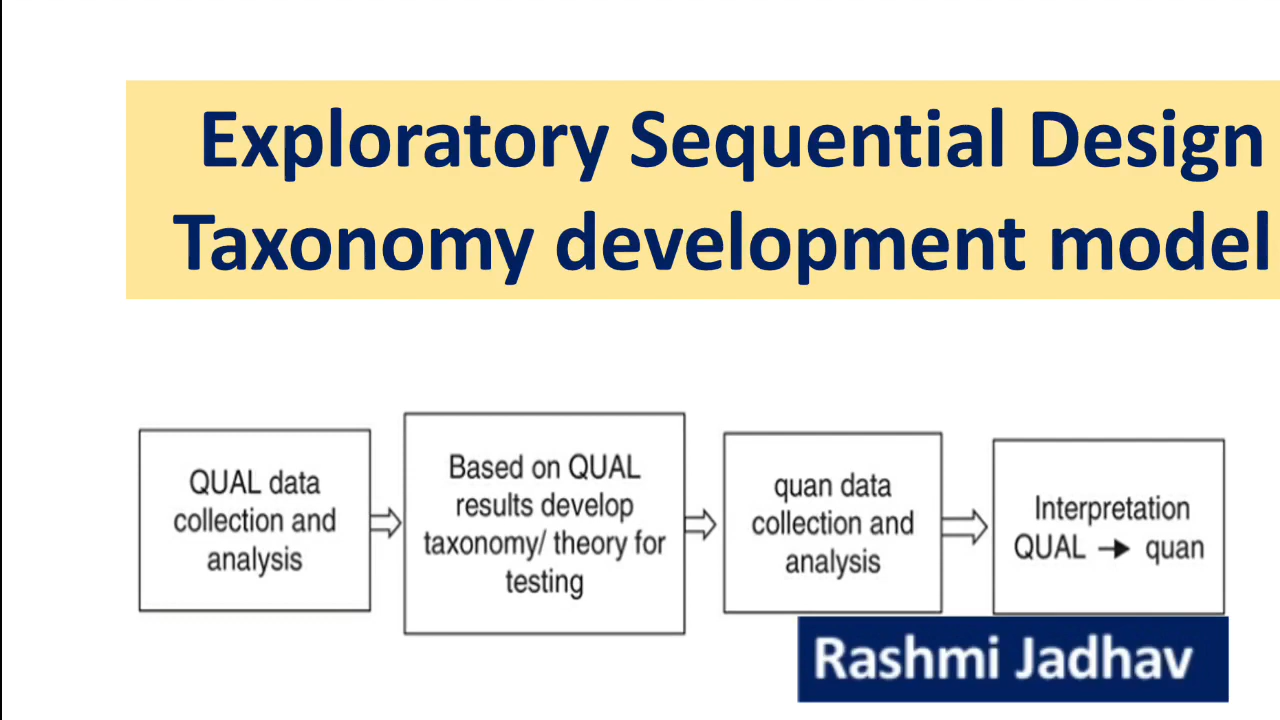 Exploratory Sequential Design
Taxonomy development model
QUAL data
collection and
analysis
Based on QUAL
results develop
taxonomy/ theory for
testing
quan data
collection and
analysis
Interpretation
QUAL → quan
Rashmi Jadhav